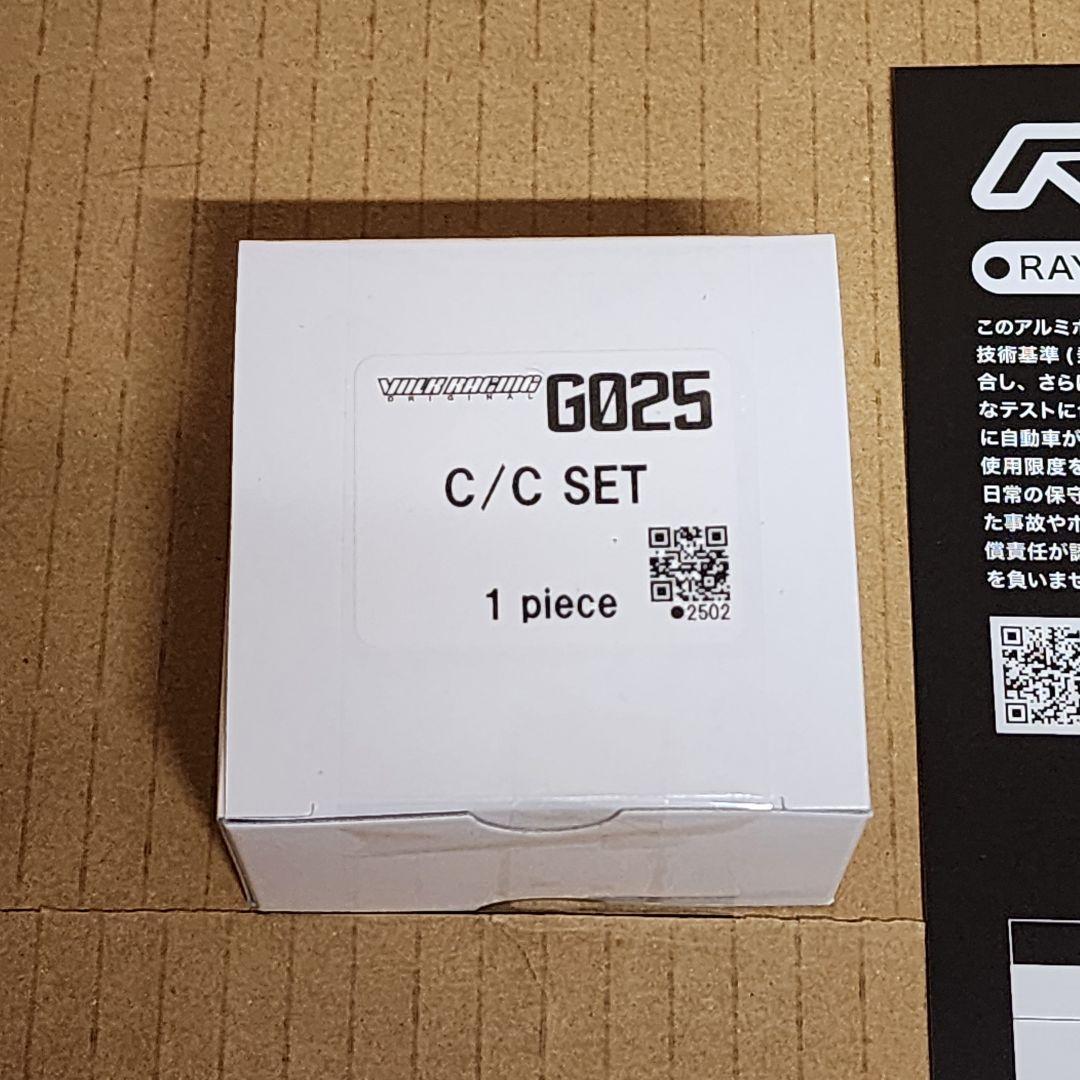 VOLK RACING
ORIGINAL
G025
C/C SET
1 piece
●2502
●RAY
このアルミホ
技術基準(
合し、さらに
なテストに
に自動車が
使用限度を
日常の保守
た事故やホ
償責任が認
を負いませ